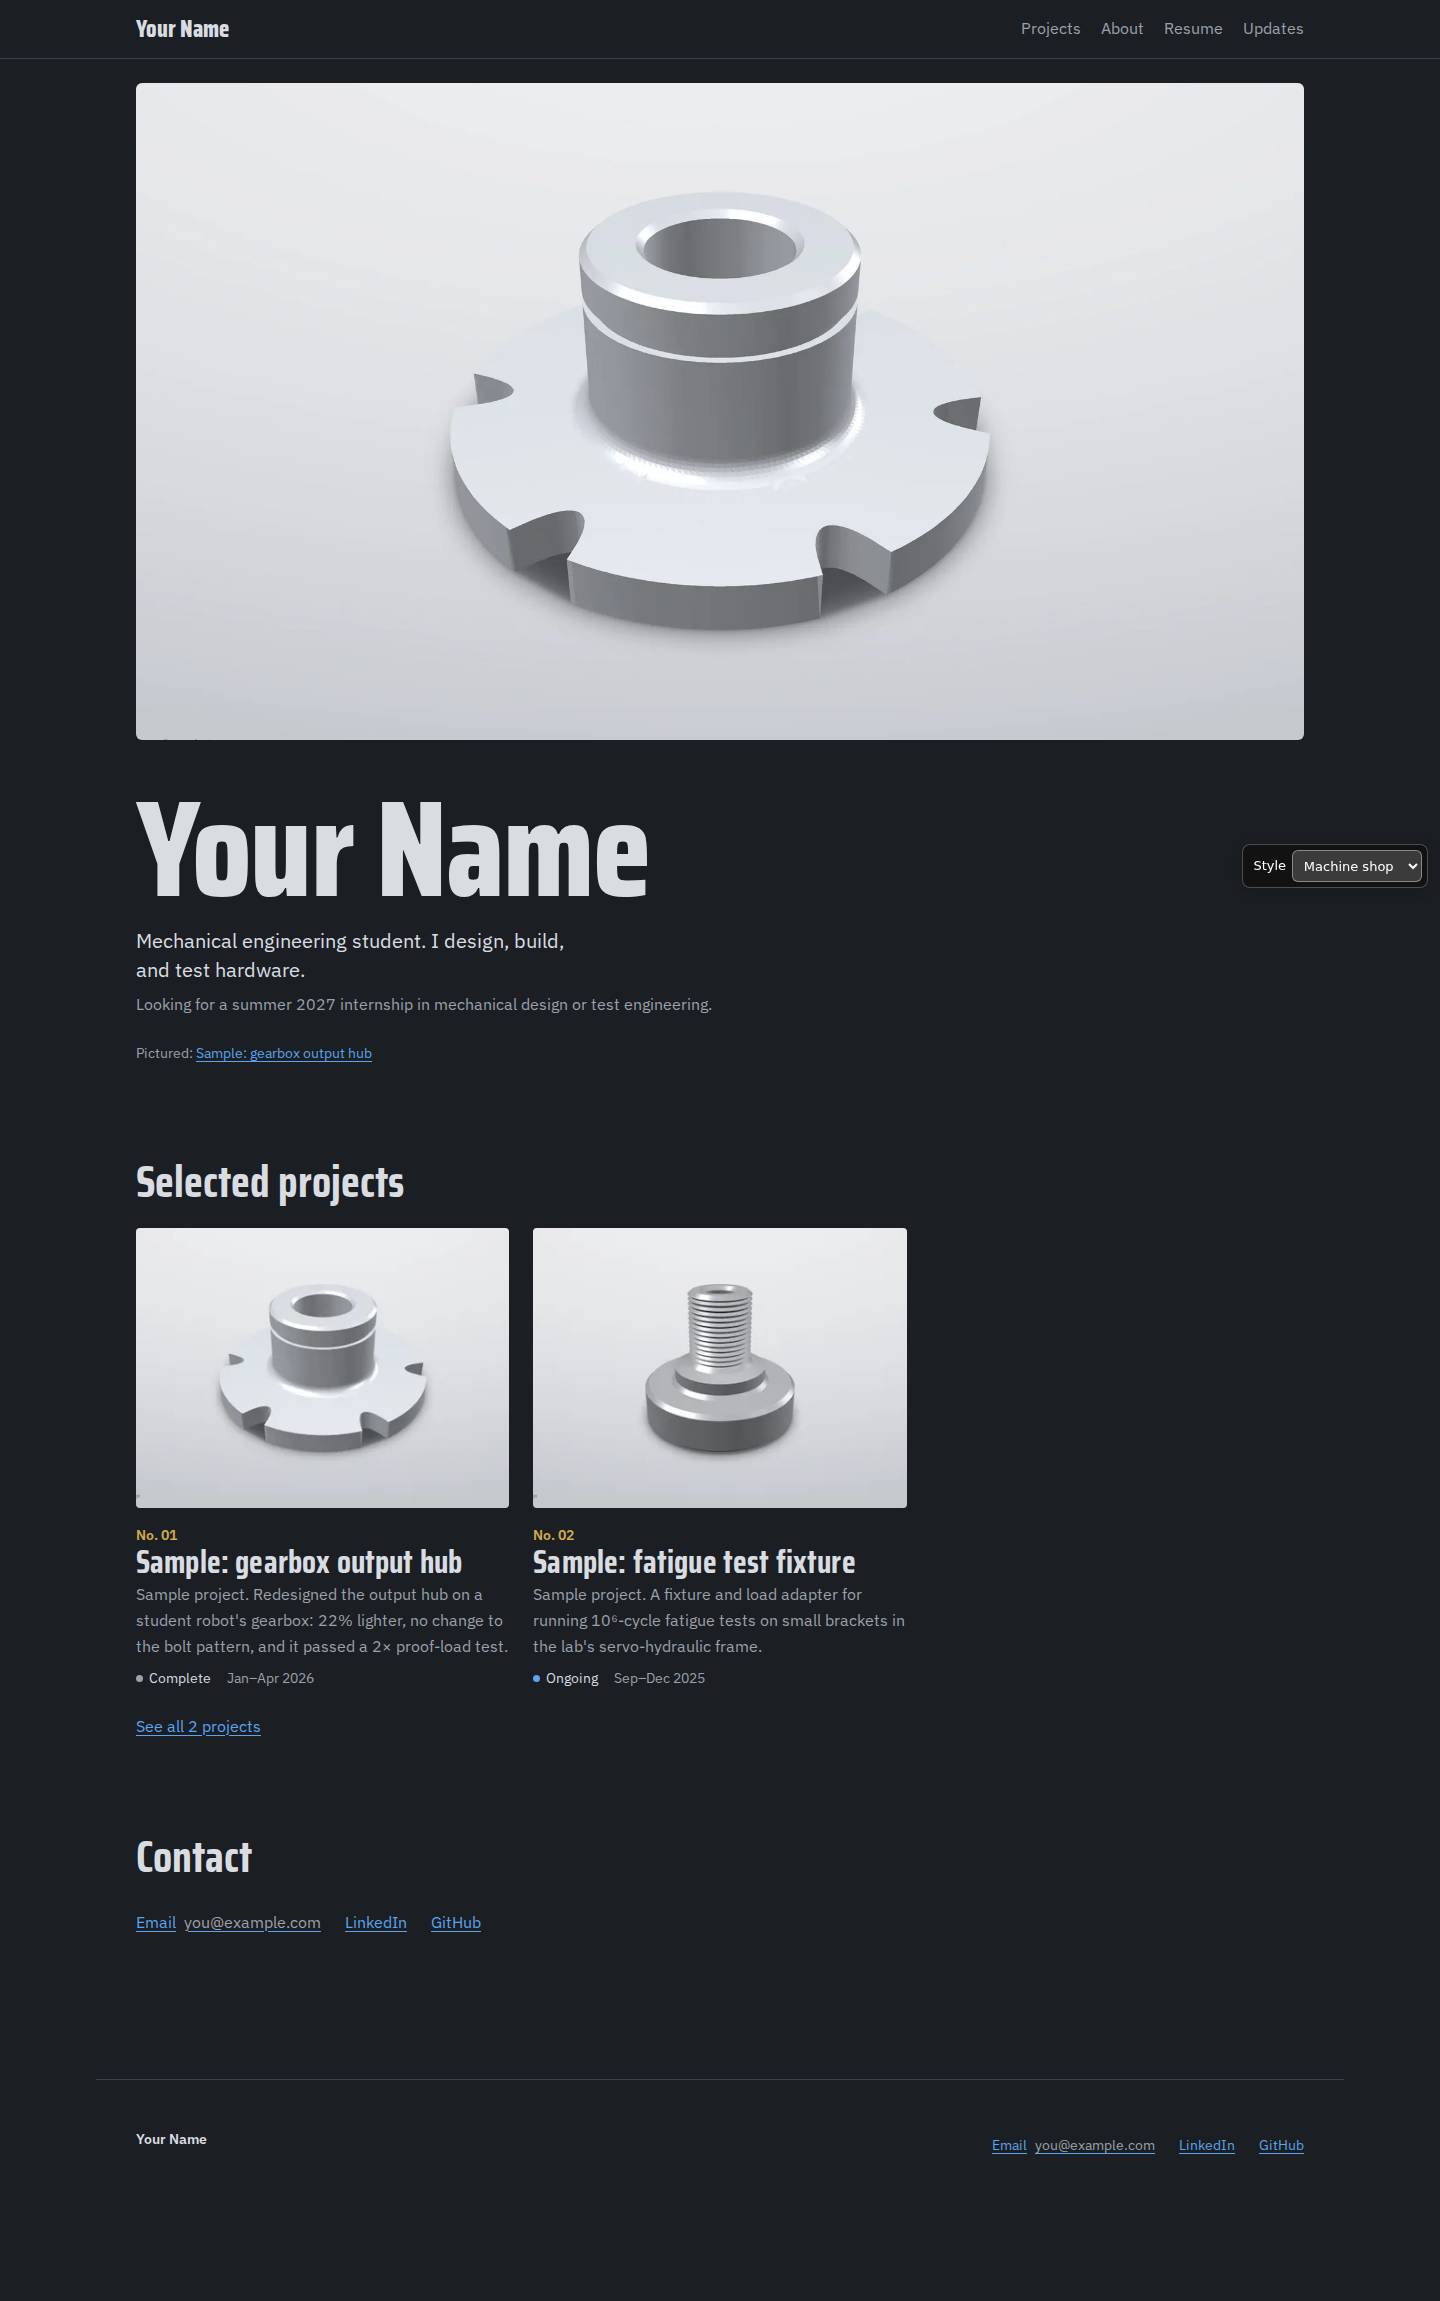 Your Name
Projects About Resume Updates
Your Name
Style Machine shop
Mechanical engineering student. I design, build,
and test hardware.
Looking for a summer 2027 internship in mechanical design or test engineering.
Pictured: Sample: gearbox output hub
Selected projects
No. 01
Sample: gearbox output hub
Sample project. Redesigned the output hub on a
student robot's gearbox: 22% lighter, no change to
the bolt pattern, and it passed a 2× proof-load test.
Complete Jan–Apr 2026
No. 02
Sample: fatigue test fixture
Sample project. A fixture and load adapter for
running 10⁶-cycle fatigue tests on small brackets in
the lab's servo-hydraulic frame.
Ongoing Sep–Dec 2025
See all 2 projects
Contact
Email you@example.com LinkedIn GitHub
Your Name
Email you@example.com LinkedIn GitHub